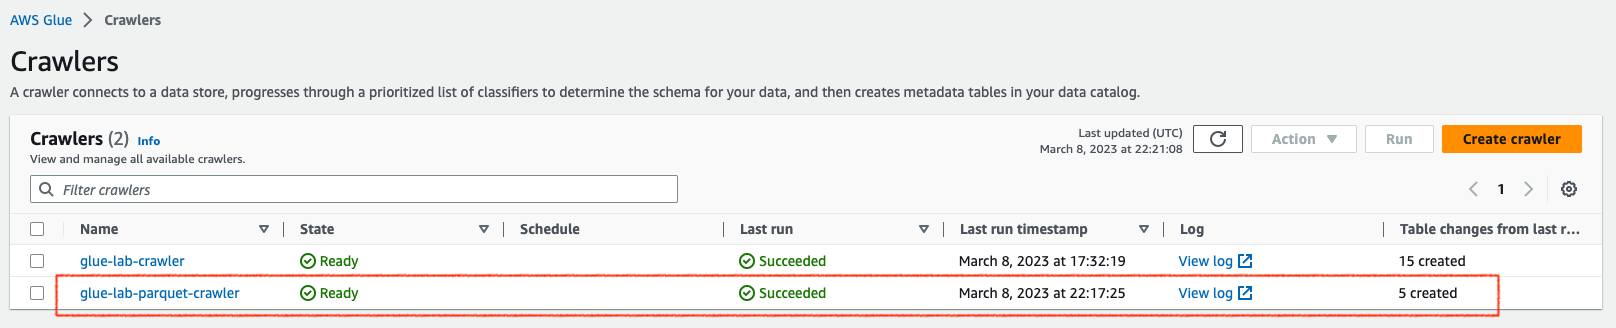 AWS Glue > Crawlers
Crawlers
A crawler connects to a data store, progresses through a prioritized list of classifiers to determine the schema for your data, and then creates metadata tables in your data catalog.
Crawlers (2) Info
View and manage all available crawlers.
Last updated (UTC)
March 8, 2023 at 22:21:08
Action
Run
Create crawler
Filter crawlers
1
Name State Schedule Last run Last run timestamp Log Table changes from last r...
glue-lab-crawler Ready Succeeded March 8, 2023 at 17:32:19 View log 15 created
glue-lab-parquet-crawler Ready Succeeded March 8, 2023 at 22:17:25 View log 5 created